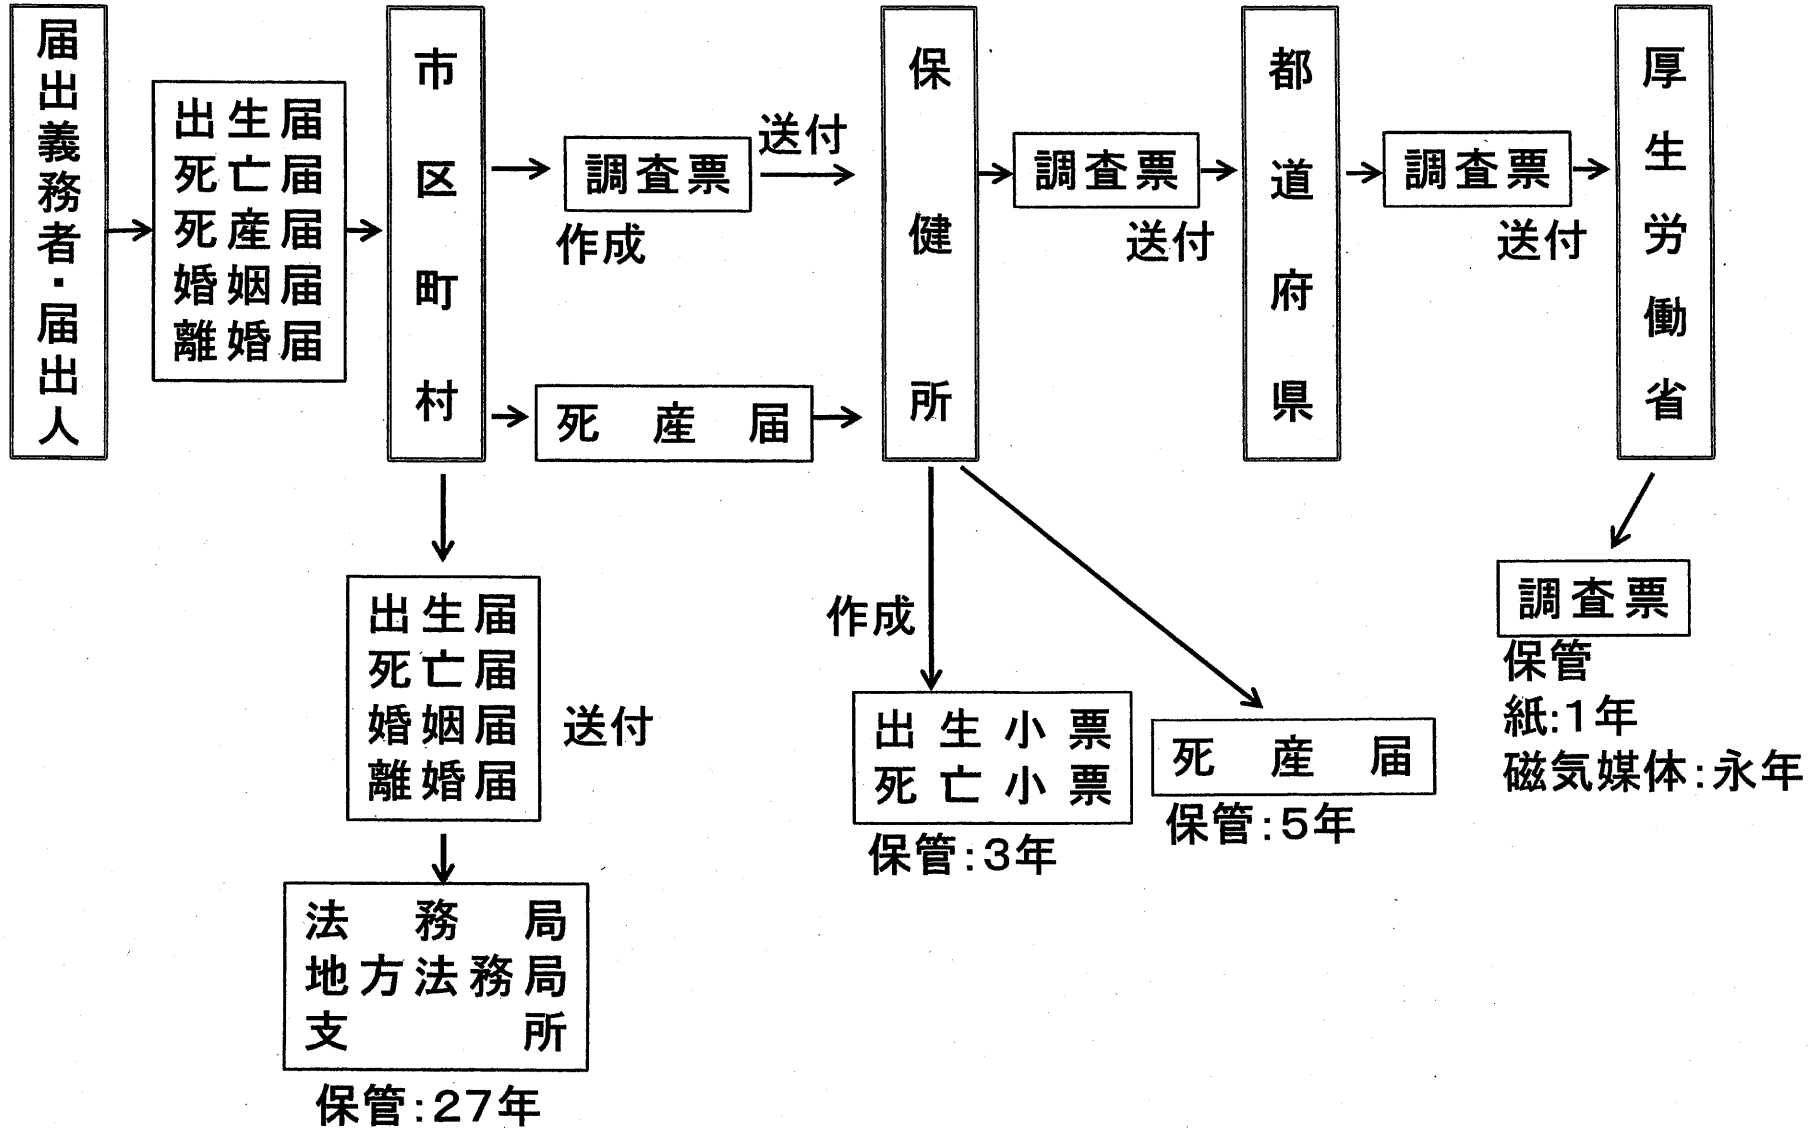 届出義務者・届出人
出生届
死亡届
死産届
婚姻届
離婚届
市区町村
調査票
作成
送付
死産届
保健所
調査票
送付
都道府県
調査票
送付
厚生労働省
出生届
死亡届
婚姻届
離婚届
送付
法務局
地方法務局
支所
保管:27年
作成
出生小票
死亡小票
保管:3年
死産届
保管:5年
調査票
保管
紙:1年
磁気媒体:永年